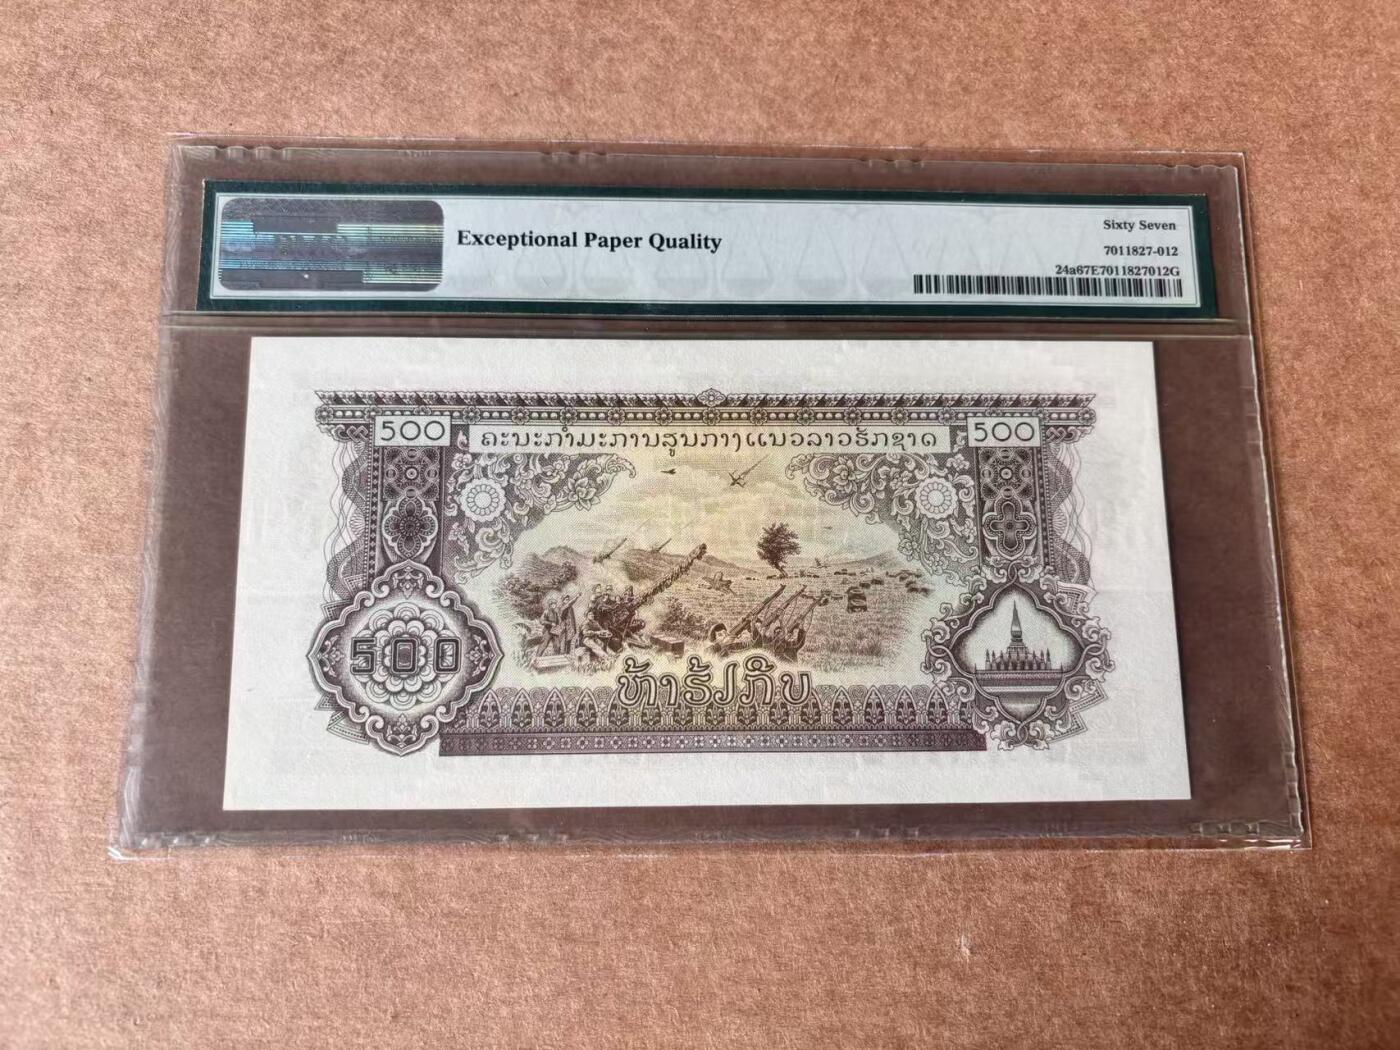 Exceptional Paper Quality
Sixty Seven
7011827-012
24a67E7011827012G
500
ຄະນະກຳມະການສູນກາງແນວລາວຮັກຊາດ
500
500
ຫ້າຮ້ອຍກີບ